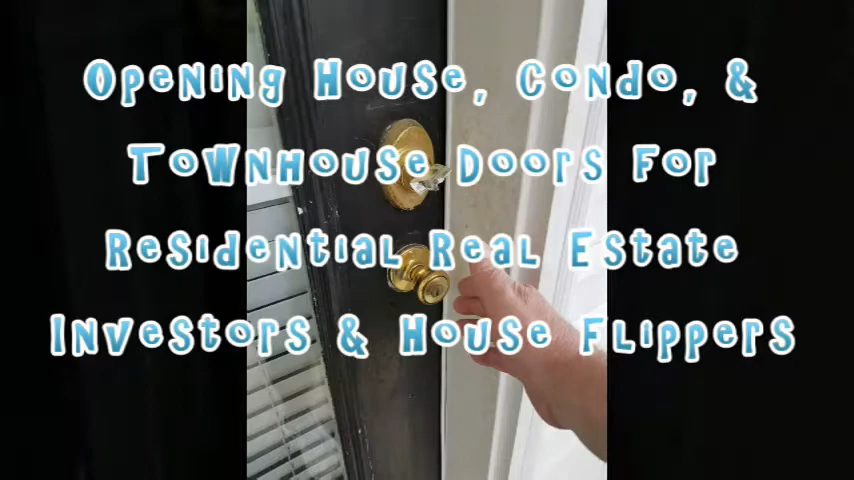 Opening House, Condo, &
Townhouse Doors For
Residential Real Estate
Investors & House Flippers